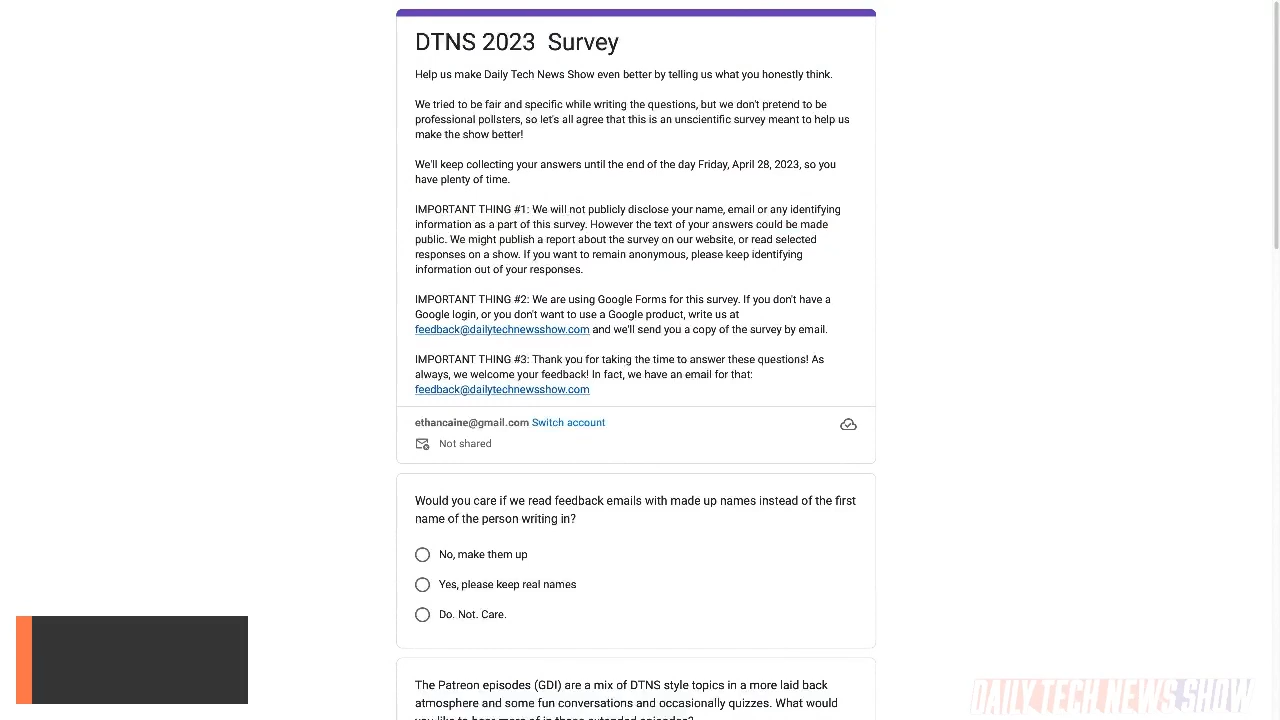 DTNS 2023 Survey
Help us make Daily Tech News Show even better by telling us what you honestly think.
We tried to be fair and specific while writing the questions, but we don't pretend to be
professional pollsters, so let's all agree that this is an unscientific survey meant to help us
make the show better!
We'll keep collecting your answers until the end of the day Friday, April 28, 2023, so you
have plenty of time.
IMPORTANT THING #1: We will not publicly disclose your name, email or any identifying
information as a part of this survey. However the text of your answers could be made
public. We might publish a report about the survey on our website, or read selected
responses on a show. If you want to remain anonymous, please keep identifying
information out of your responses.
IMPORTANT THING #2: We are using Google Forms for this survey. If you don't have a
Google login, or you don't want to use a Google product, write us at
feedback@dailytechnewsshow.com and we'll send you a copy of the survey by email.
IMPORTANT THING #3: Thank you for taking the time to answer these questions! As
always, we welcome your feedback! In fact, we have an email for that:
feedback@dailytechnewsshow.com
ethancaine@gmail.com Switch account
Not shared
Would you care if we read feedback emails with made up names instead of the first
name of the person writing in?
No, make them up
Yes, please keep real names
Do. Not. Care.
The Patreon episodes (GDI) are a mix of DTNS style topics in a more laid back
atmosphere and some fun conversations and occasionally quizzes. What would
you like to hear more of in these extended episodes?
DAILY TECH NEWS SHOW